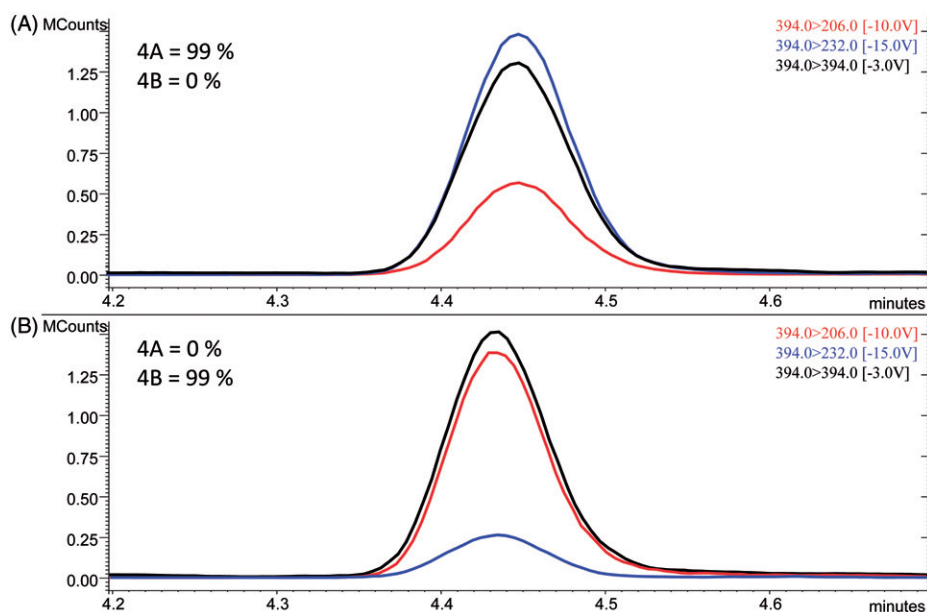 (A) MCounts
4A = 99 %
4B = 0 %
394.0>206.0 [-10.0V]
394.0>232.0 [-15.0V]
394.0>394.0 [-3.0V]
1.25
1.00
0.75
0.50
0.25
0.00
4.2 4.3 4.4 4.5 4.6 minutes
(B) MCounts
4A = 0 %
4B = 99 %
394.0>206.0 [-10.0V]
394.0>232.0 [-15.0V]
394.0>394.0 [-3.0V]
1.25
1.00
0.75
0.50
0.25
0.00
4.2 4.3 4.4 4.5 4.6 minutes